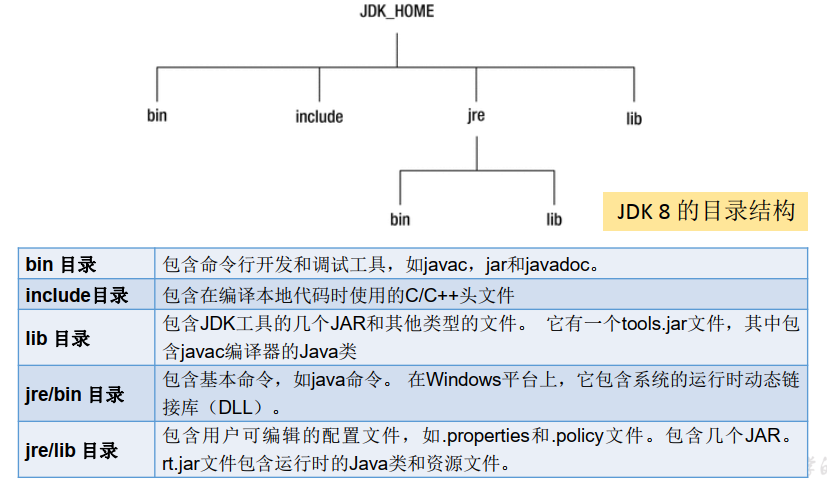 JDK_HOME
bin
include
jre
lib
bin
lib
JDK 8 的目录结构
bin 目录
包含命令行开发和调试工具，如javac，jar和javadoc。
include目录
包含在编译本地代码时使用的C/C++头文件
lib 目录
包含JDK工具的几个JAR和其他类型的文件。 它有一个tools.jar文件，其中包
含javac编译器的Java类
jre/bin 目录
包含基本命令，如java命令。 在Windows平台上，它包含系统的运行时动态链
接库（DLL）。
jre/lib 目录
包含用户可编辑的配置文件，如.properties和.policy文件。包含几个JAR。
rt.jar文件包含运行时的Java类和资源文件。